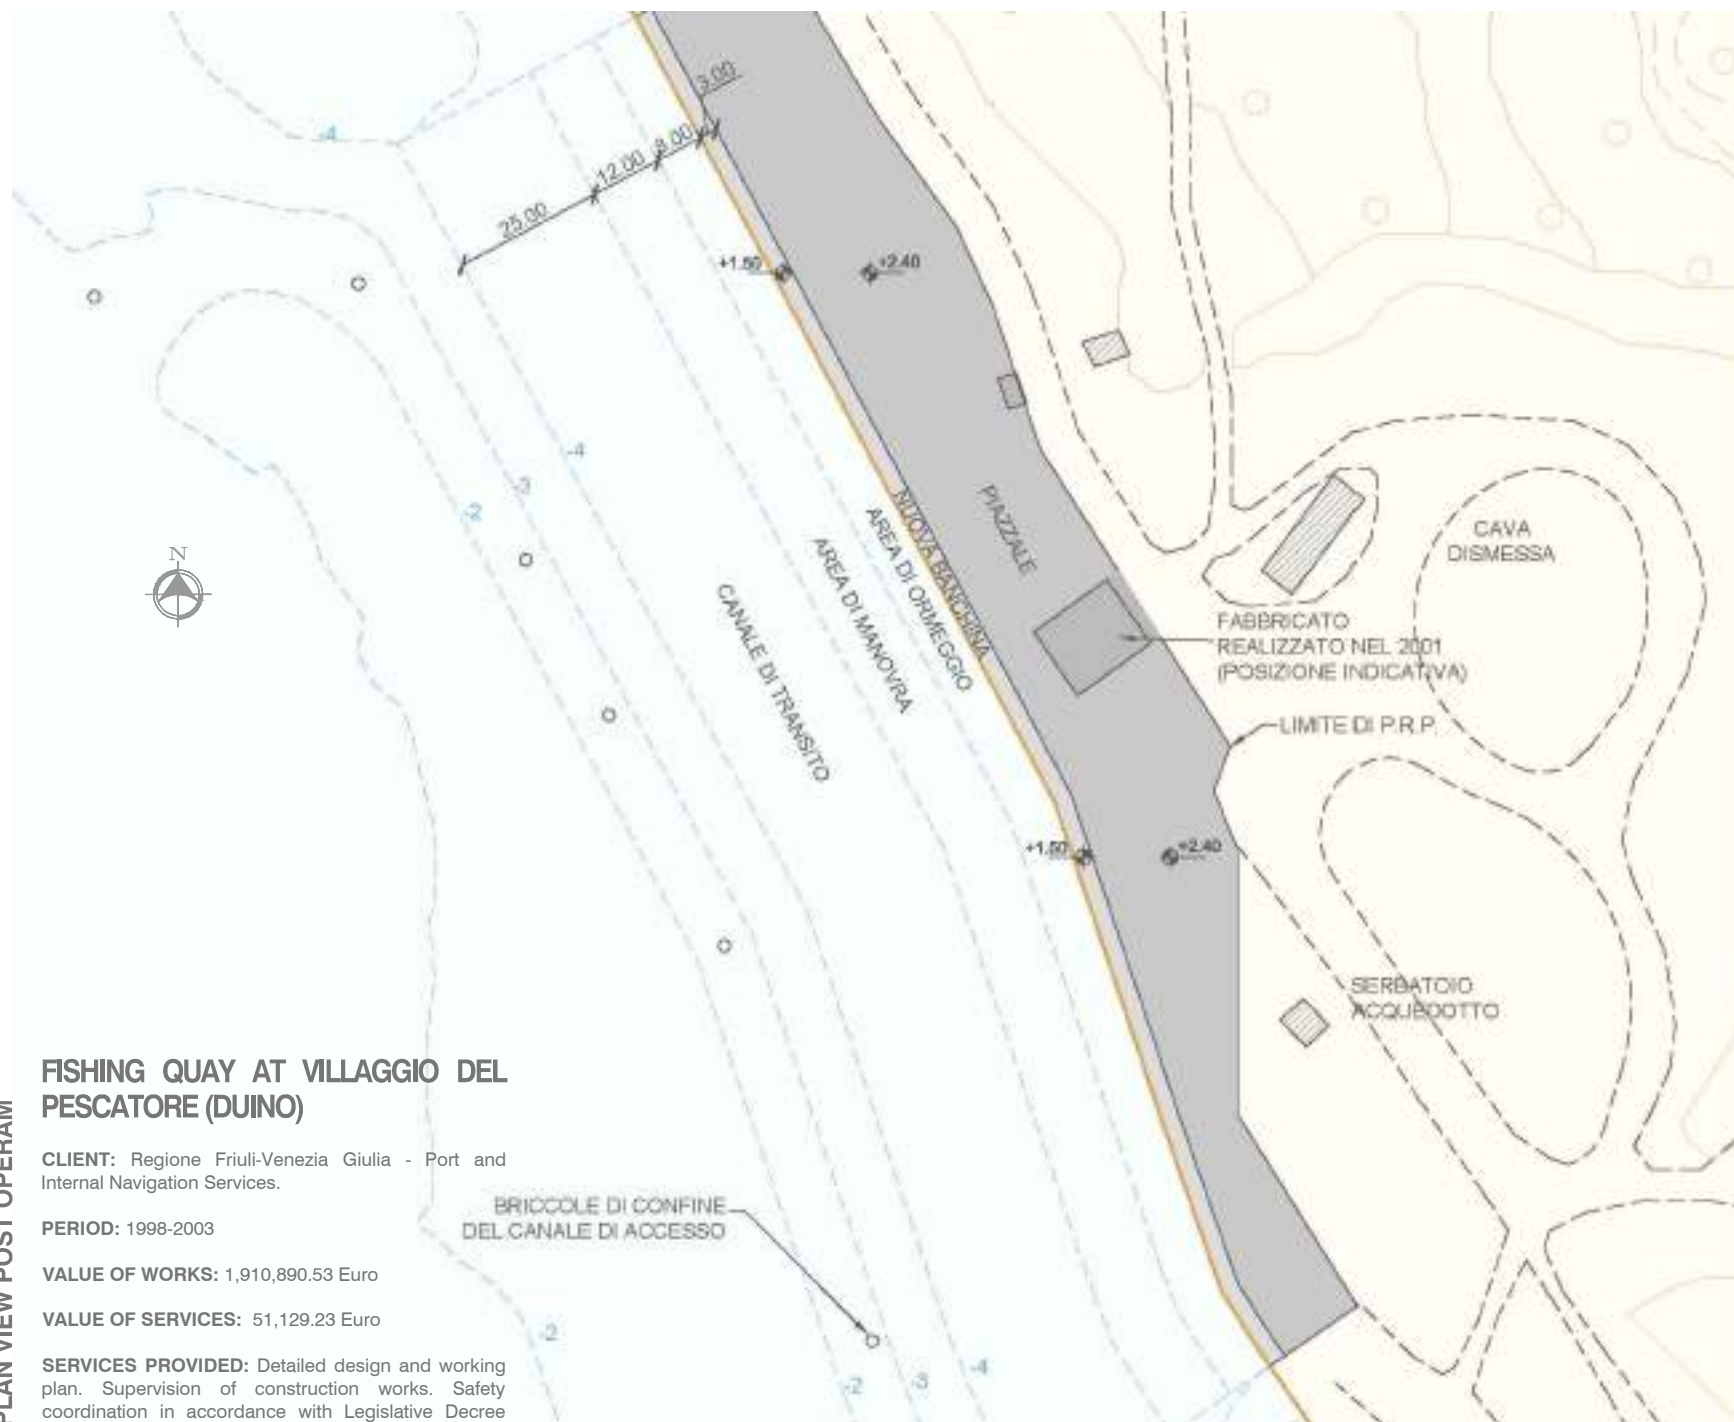 3.00
8.00
12.00
25.00
-4
+1.50
+2.40
-4
-3
-2
N
NUOVA BANCHINA
PIAZZALE
AREA DI ORMEGGIO
AREA DI MANOVRA
CANALE DI TRANSITO
CAVA
DISMESSA
FABBRICATO
REALIZZATO NEL 2001
(POSIZIONE INDICATIVA)
LIMITE DI P.R.P.
+1.50
+2.40
SERBATOIO
ACQUEDOTTO
BRICCOLE DI CONFINE
DEL CANALE DI ACCESSO
-2
-2
-3
-4
PLAN VIEW POST OPERAM
FISHING QUAY AT VILLAGGIO DEL
PESCATORE (DUINO)
CLIENT: Regione Friuli-Venezia Giulia - Port and
Internal Navigation Services.
PERIOD: 1998-2003
VALUE OF WORKS: 1,910,890.53 Euro
VALUE OF SERVICES: 51,129.23 Euro
SERVICES PROVIDED: Detailed design and working
plan. Supervision of construction works. Safety
coordination in accordance with Legislative Decree